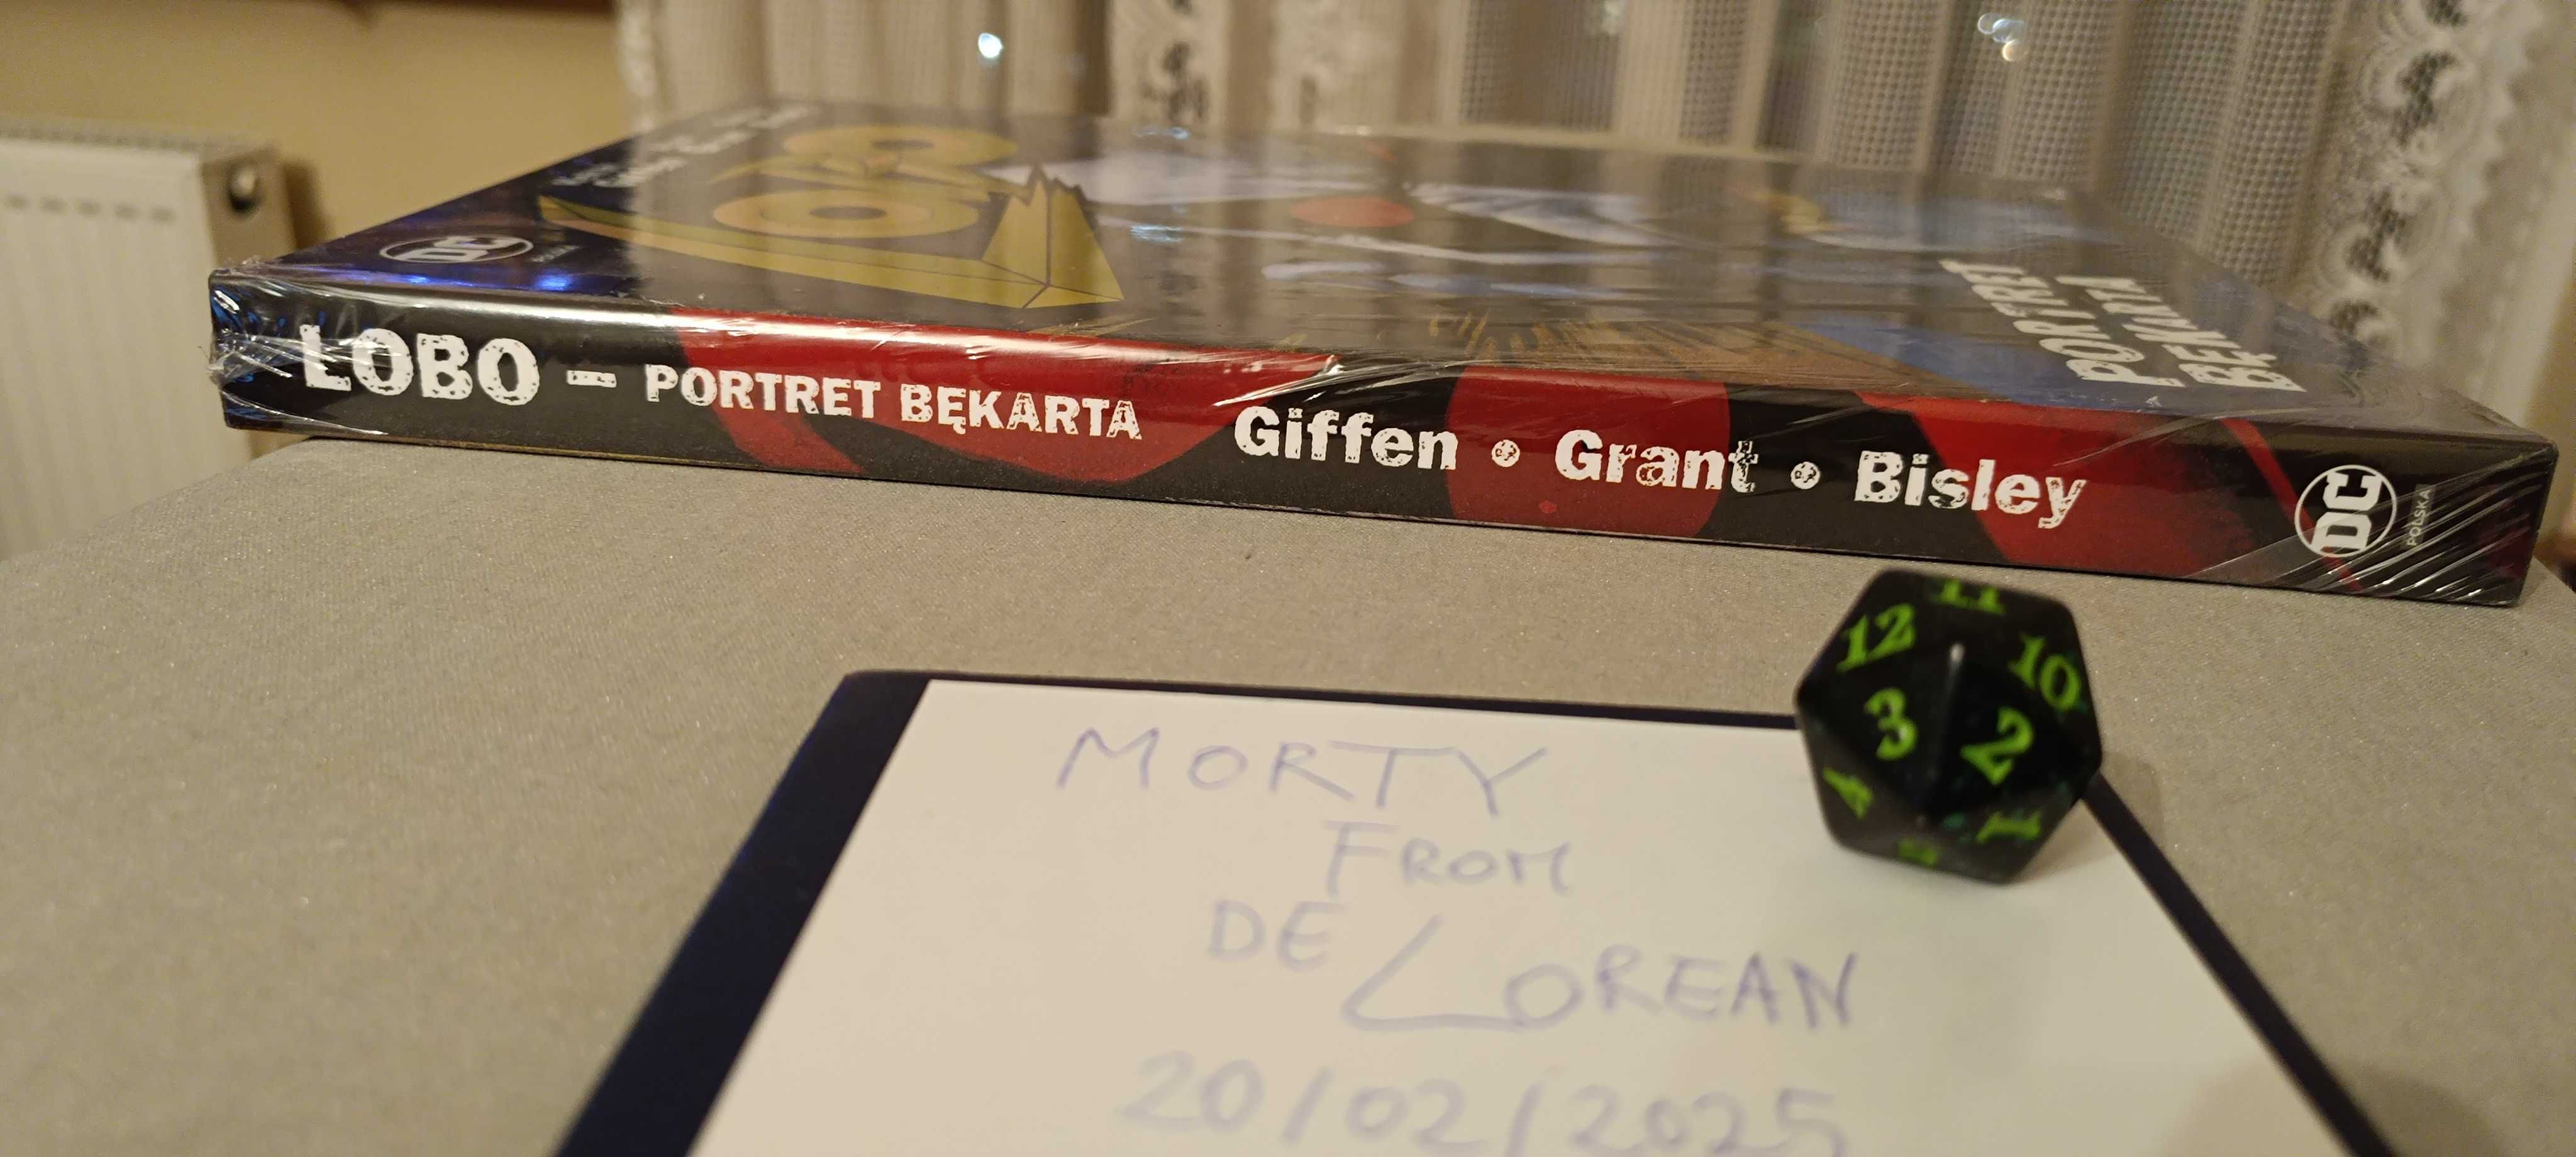 LOBO – PORTRET BĘKARTA Giffen • Grant • Bisley DC POLSKA
DC
PORTRET
BĘKARTA
11
12
10
3
2
4
1
MORTY
FROM
DE LOREAN
20/02/2025